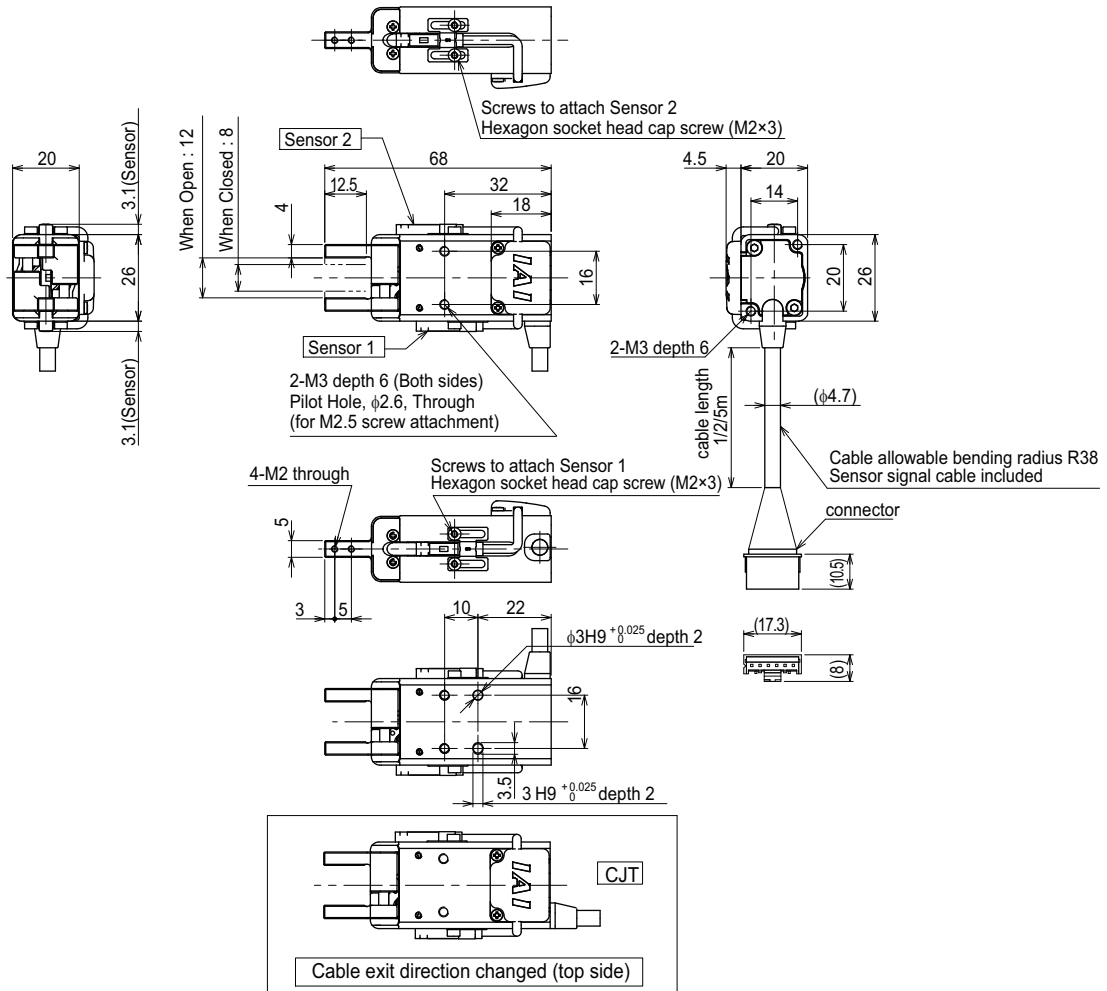 Screws to attach Sensor 2
Hexagon socket head cap screw (M2×3)
Sensor 2
20
3.1(Sensor)
26
3.1(Sensor)
When Open : 12
When Closed : 8
68
12.5
32
18
4
16
IAI
Sensor 1
2-M3 depth 6 (Both sides)
Pilot Hole, φ2.6, Through
(for M2.5 screw attachment)
4.5
20
14
20
26
2-M3 depth 6
cable length
1/2/5m
(φ4.7)
Cable allowable bending radius R38
Sensor signal cable included
connector
(10.5)
(17.3)
(8)
4-M2 through
Screws to attach Sensor 1
Hexagon socket head cap screw (M2×3)
5
3
5
10
22
φ3H9 +0.025 0 depth 2
16
3.5
3 H9 +0.025 0 depth 2
IAI
CJT
Cable exit direction changed (top side)